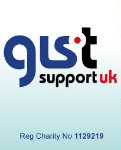 gist
support uk
Reg Charity No 1129219